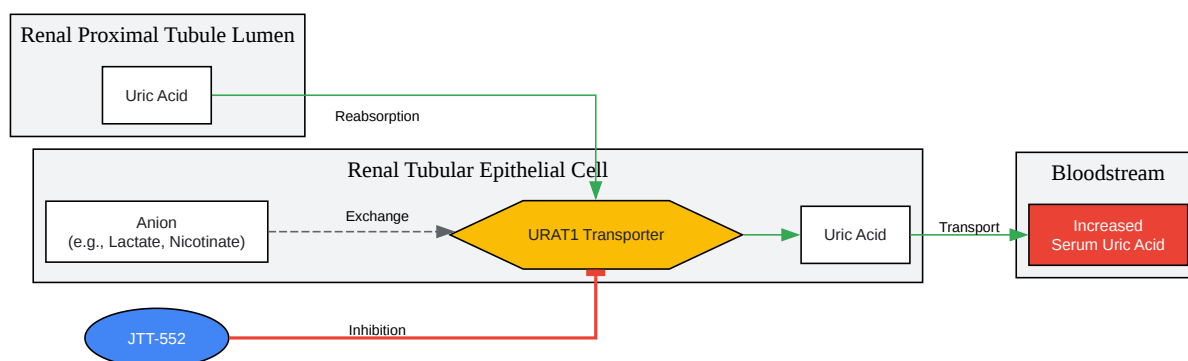 Renal Proximal Tubule Lumen
Uric Acid
Reabsorption
Renal Tubular Epithelial Cell
Anion
(e.g., Lactate, Nicotinate)
Exchange
URAT1 Transporter
Uric Acid
Transport
Bloodstream
Increased
Serum Uric Acid
JTT-552
Inhibition